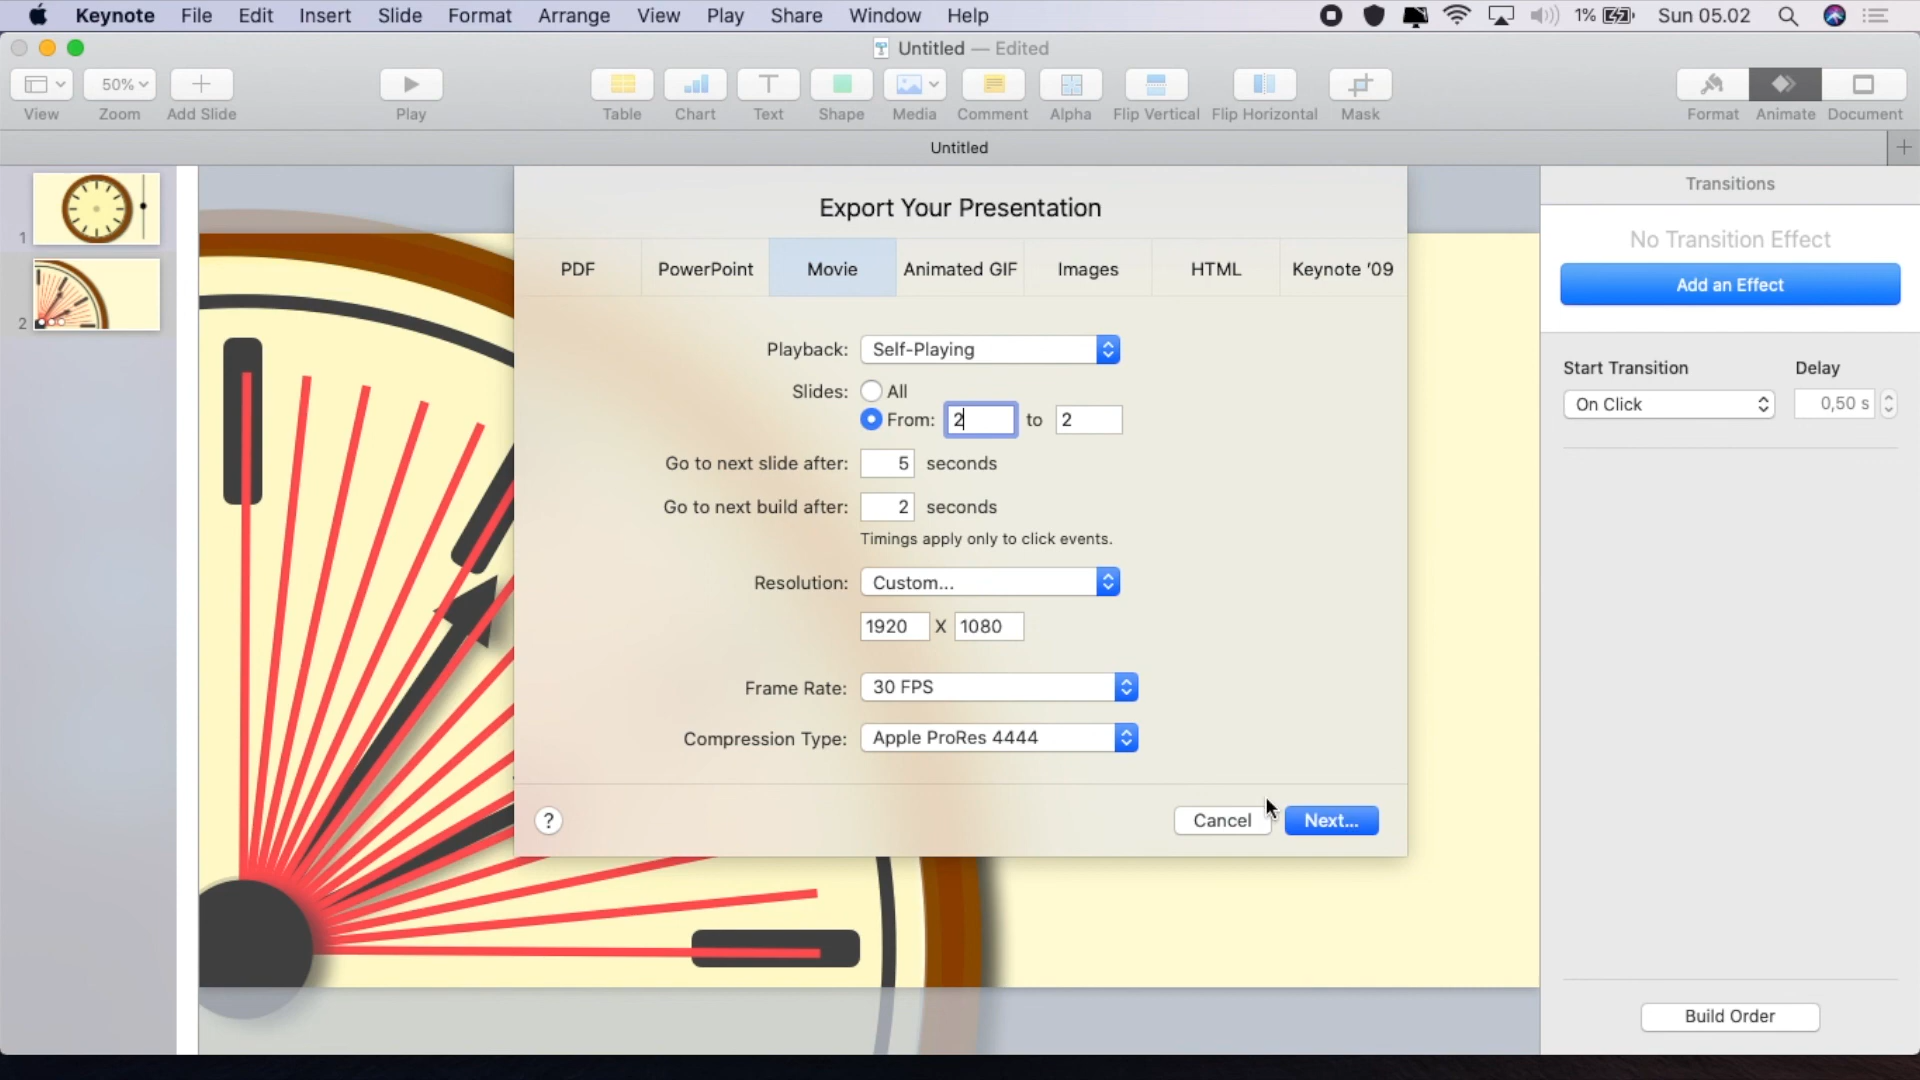 Keynote File Edit Insert Slide Format Arrange View Play Share Window Help 1% Sun 05.02
Untitled — Edited
50%
View Zoom Add Slide Play Table Chart Text Shape Media Comment Alpha Flip Vertical Flip Horizontal Mask Format Animate Document
Untitled
Transitions
Export Your Presentation
No Transition Effect
1
PDF PowerPoint Movie Animated GIF Images HTML Keynote '09
Add an Effect
2
Playback: Self-Playing
Start Transition Delay
Slides: All
On Click 0,50 s
From: 2 to 2
Go to next slide after: 5 seconds
Go to next build after: 2 seconds
Timings apply only to click events.
Resolution: Custom...
1920 X 1080
Frame Rate: 30 FPS
Compression Type: Apple ProRes 4444
? Cancel Next...
Build Order